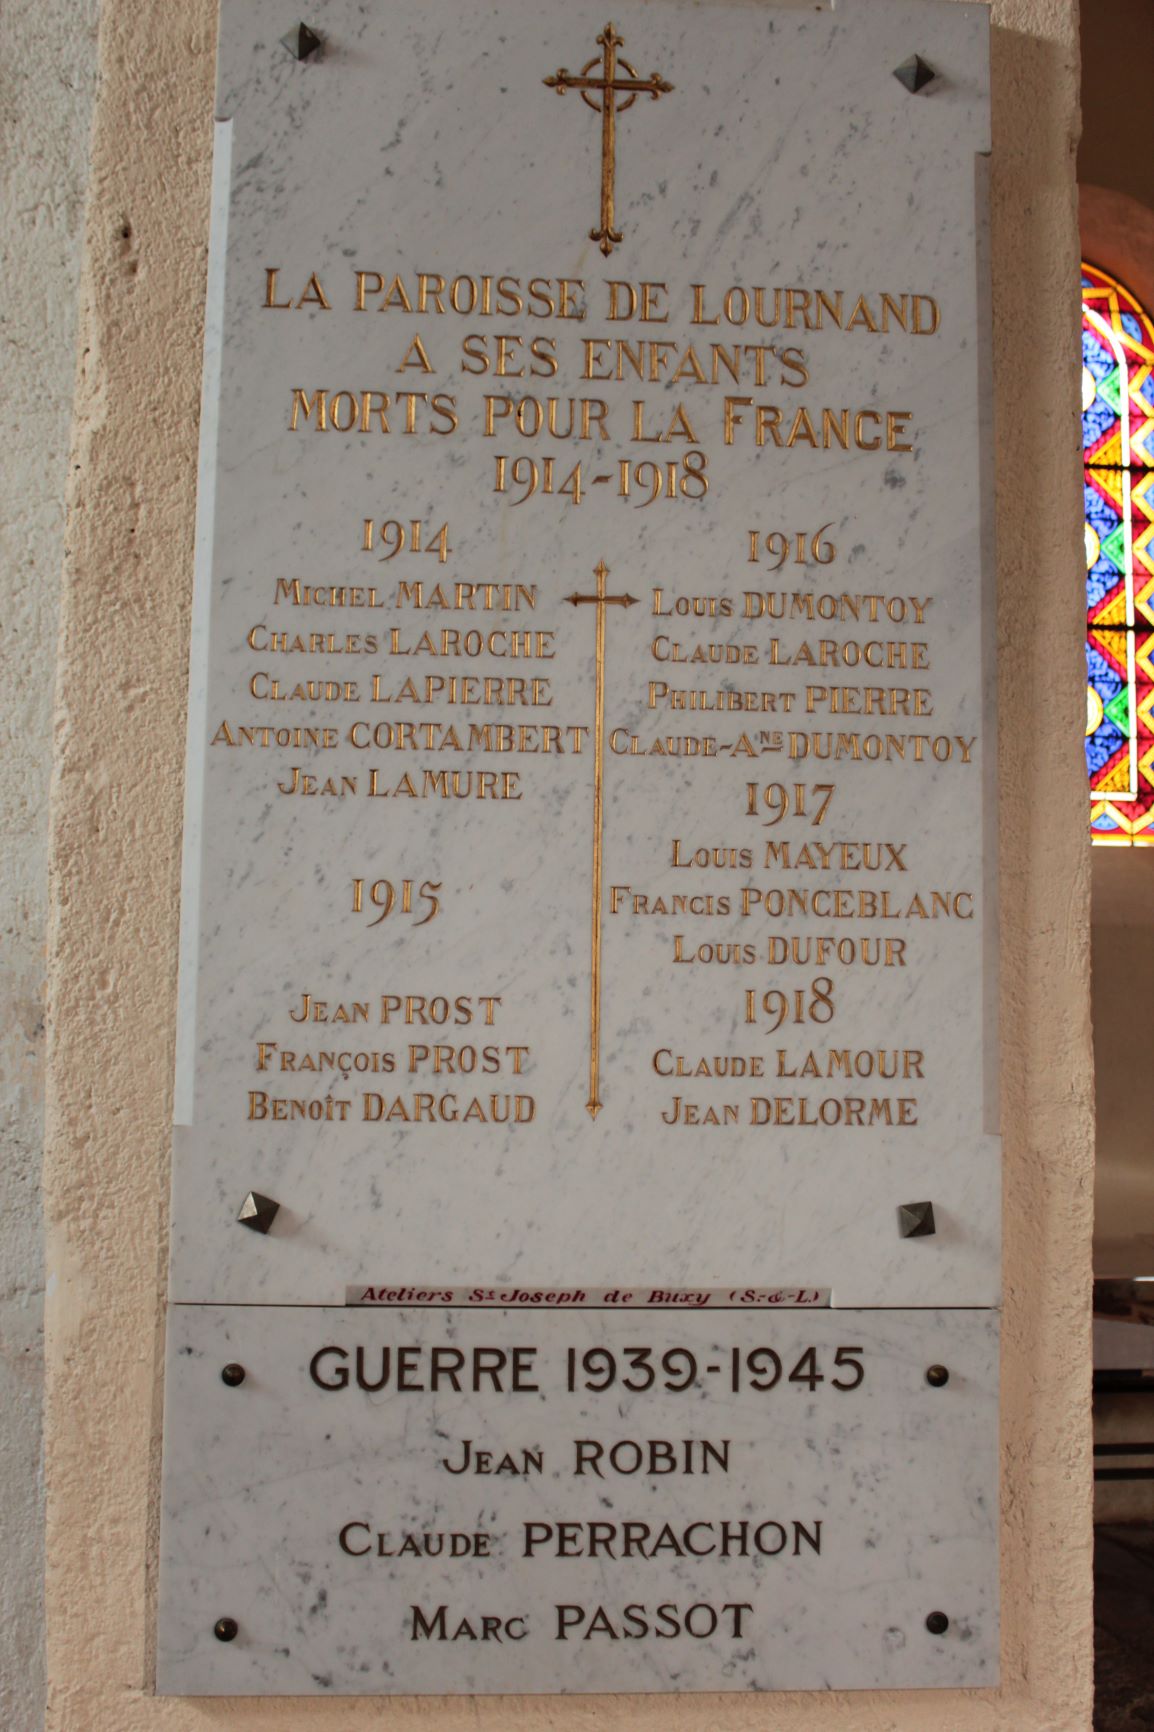 LA PAROISSE DE LOURNAND
A SES ENFANTS
MORTS POUR LA FRANCE
1914-1918
1914
MICHEL MARTIN
CHARLES LAROCHE
CLAUDE LAPIERRE
ANTOINE CORTAMBERT
JEAN LAMURE
1915
JEAN PROST
FRANÇOIS PROST
BENOÎT DARGAUD
1916
LOUIS DUMONTOY
CLAUDE LAROCHE
PHILIBERT PIERRE
CLAUDE-ANE DUMONTOY
1917
LOUIS MAYEUX
FRANCIS PONCEBLANC
LOUIS DUFOUR
1918
CLAUDE LAMOUR
JEAN DELORME
Ateliers St Joseph de Buxy (S.-&-L.)
GUERRE 1939-1945
JEAN ROBIN
CLAUDE PERRACHON
MARC PASSOT